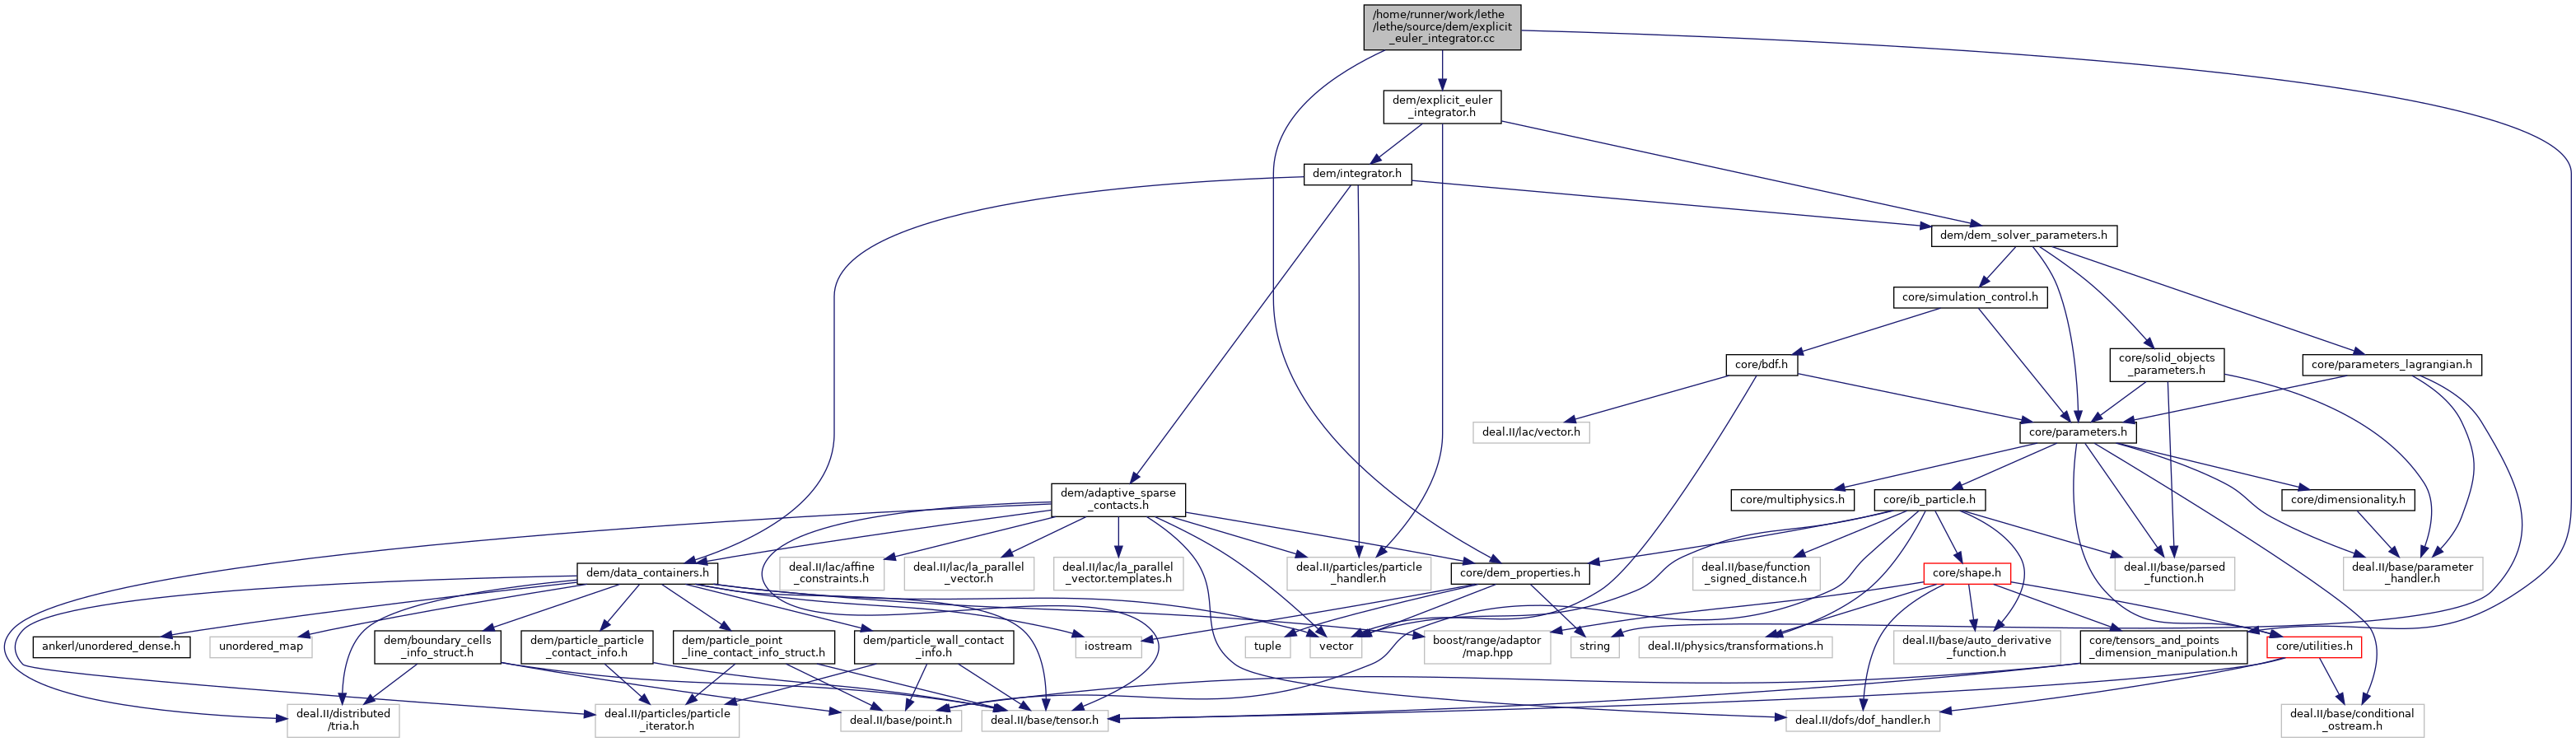 /home/runner/work/lethe
/lethe/source/dem/explicit
_euler_integrator.cc
dem/explicit_euler
_integrator.h
dem/integrator.h
dem/dem_solver_parameters.h
core/simulation_control.h
core/bdf.h
core/solid_objects
_parameters.h
core/parameters_lagrangian.h
deal.II/lac/vector.h
core/parameters.h
dem/adaptive_sparse
_contacts.h
core/multiphysics.h
core/ib_particle.h
core/dimensionality.h
dem/data_containers.h
deal.II/lac/affine
_constraints.h
deal.II/lac/la_parallel
_vector.h
deal.II/lac/la_parallel
_vector.templates.h
deal.II/particles/particle
_handler.h
core/dem_properties.h
deal.II/base/function
_signed_distance.h
core/shape.h
deal.II/base/parsed
_function.h
deal.II/base/parameter
_handler.h
ankerl/unordered_dense.h
unordered_map
dem/boundary_cells
_info_struct.h
dem/particle_particle
_contact_info.h
dem/particle_point
_line_contact_info_struct.h
dem/particle_wall_contact
_info.h
iostream
tuple
vector
boost/range/adaptor
/map.hpp
string
deal.II/physics/transformations.h
deal.II/base/auto_derivative
_function.h
core/tensors_and_points
_dimension_manipulation.h
core/utilities.h
deal.II/distributed
/tria.h
deal.II/particles/particle
_iterator.h
deal.II/base/point.h
deal.II/base/tensor.h
deal.II/dofs/dof_handler.h
deal.II/base/conditional
_ostream.h